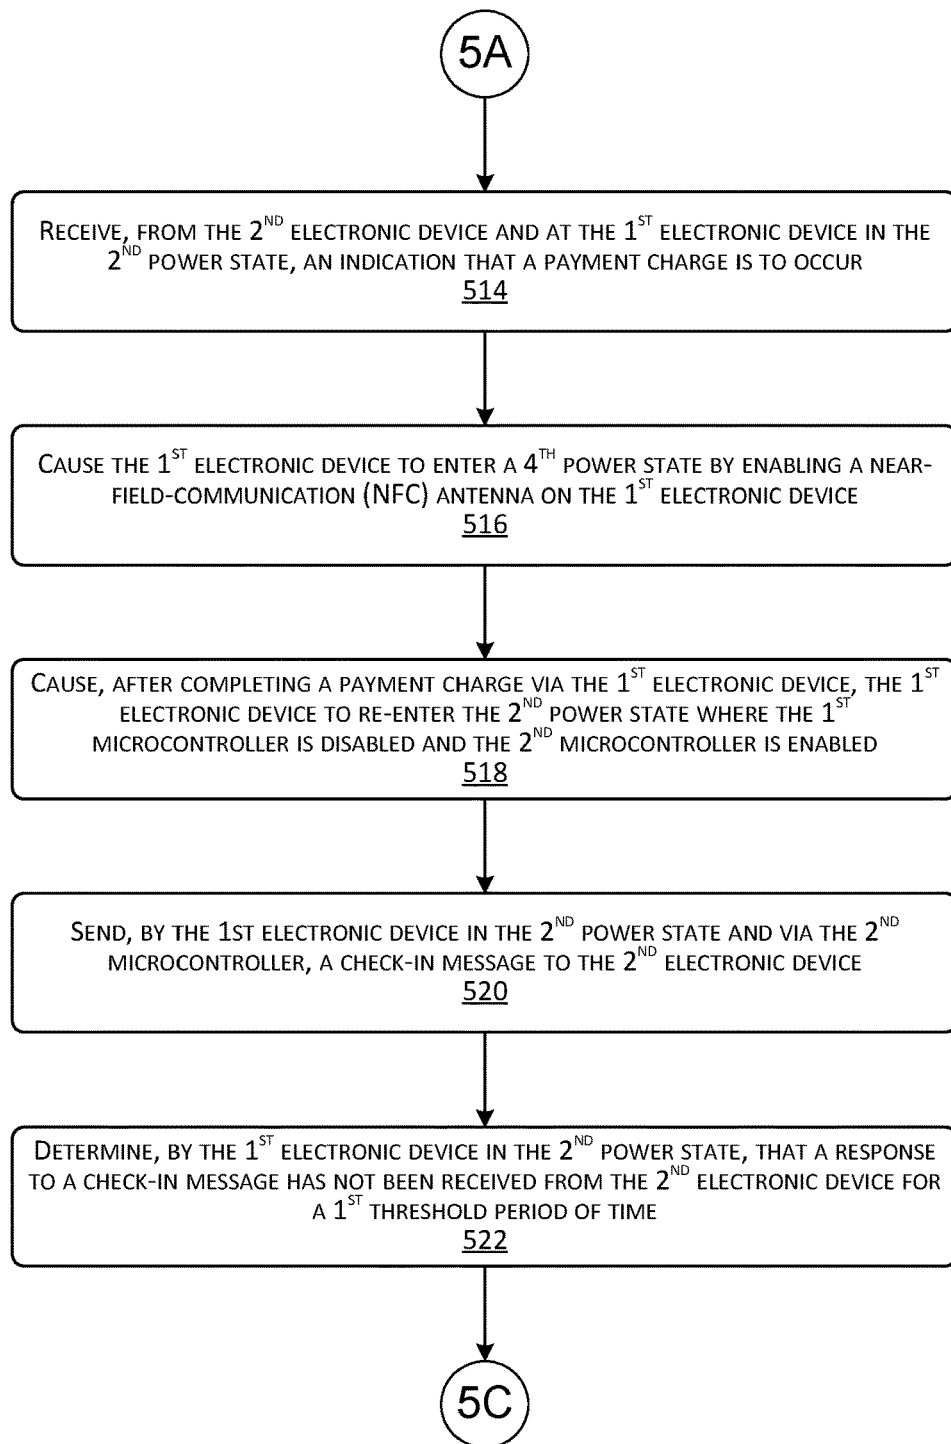 5A
RECEIVE, FROM THE 2ND ELECTRONIC DEVICE AND AT THE 1ST ELECTRONIC DEVICE IN THE
2ND POWER STATE, AN INDICATION THAT A PAYMENT CHARGE IS TO OCCUR
514
CAUSE THE 1ST ELECTRONIC DEVICE TO ENTER A 4TH POWER STATE BY ENABLING A NEAR-
FIELD-COMMUNICATION (NFC) ANTENNA ON THE 1ST ELECTRONIC DEVICE
516
CAUSE, AFTER COMPLETING A PAYMENT CHARGE VIA THE 1ST ELECTRONIC DEVICE, THE 1ST
ELECTRONIC DEVICE TO RE-ENTER THE 2ND POWER STATE WHERE THE 1ST
MICROCONTROLLER IS DISABLED AND THE 2ND MICROCONTROLLER IS ENABLED
518
SEND, BY THE 1ST ELECTRONIC DEVICE IN THE 2ND POWER STATE AND VIA THE 2ND
MICROCONTROLLER, A CHECK-IN MESSAGE TO THE 2ND ELECTRONIC DEVICE
520
DETERMINE, BY THE 1ST ELECTRONIC DEVICE IN THE 2ND POWER STATE, THAT A RESPONSE
TO A CHECK-IN MESSAGE HAS NOT BEEN RECEIVED FROM THE 2ND ELECTRONIC DEVICE FOR
A 1ST THRESHOLD PERIOD OF TIME
522
5C